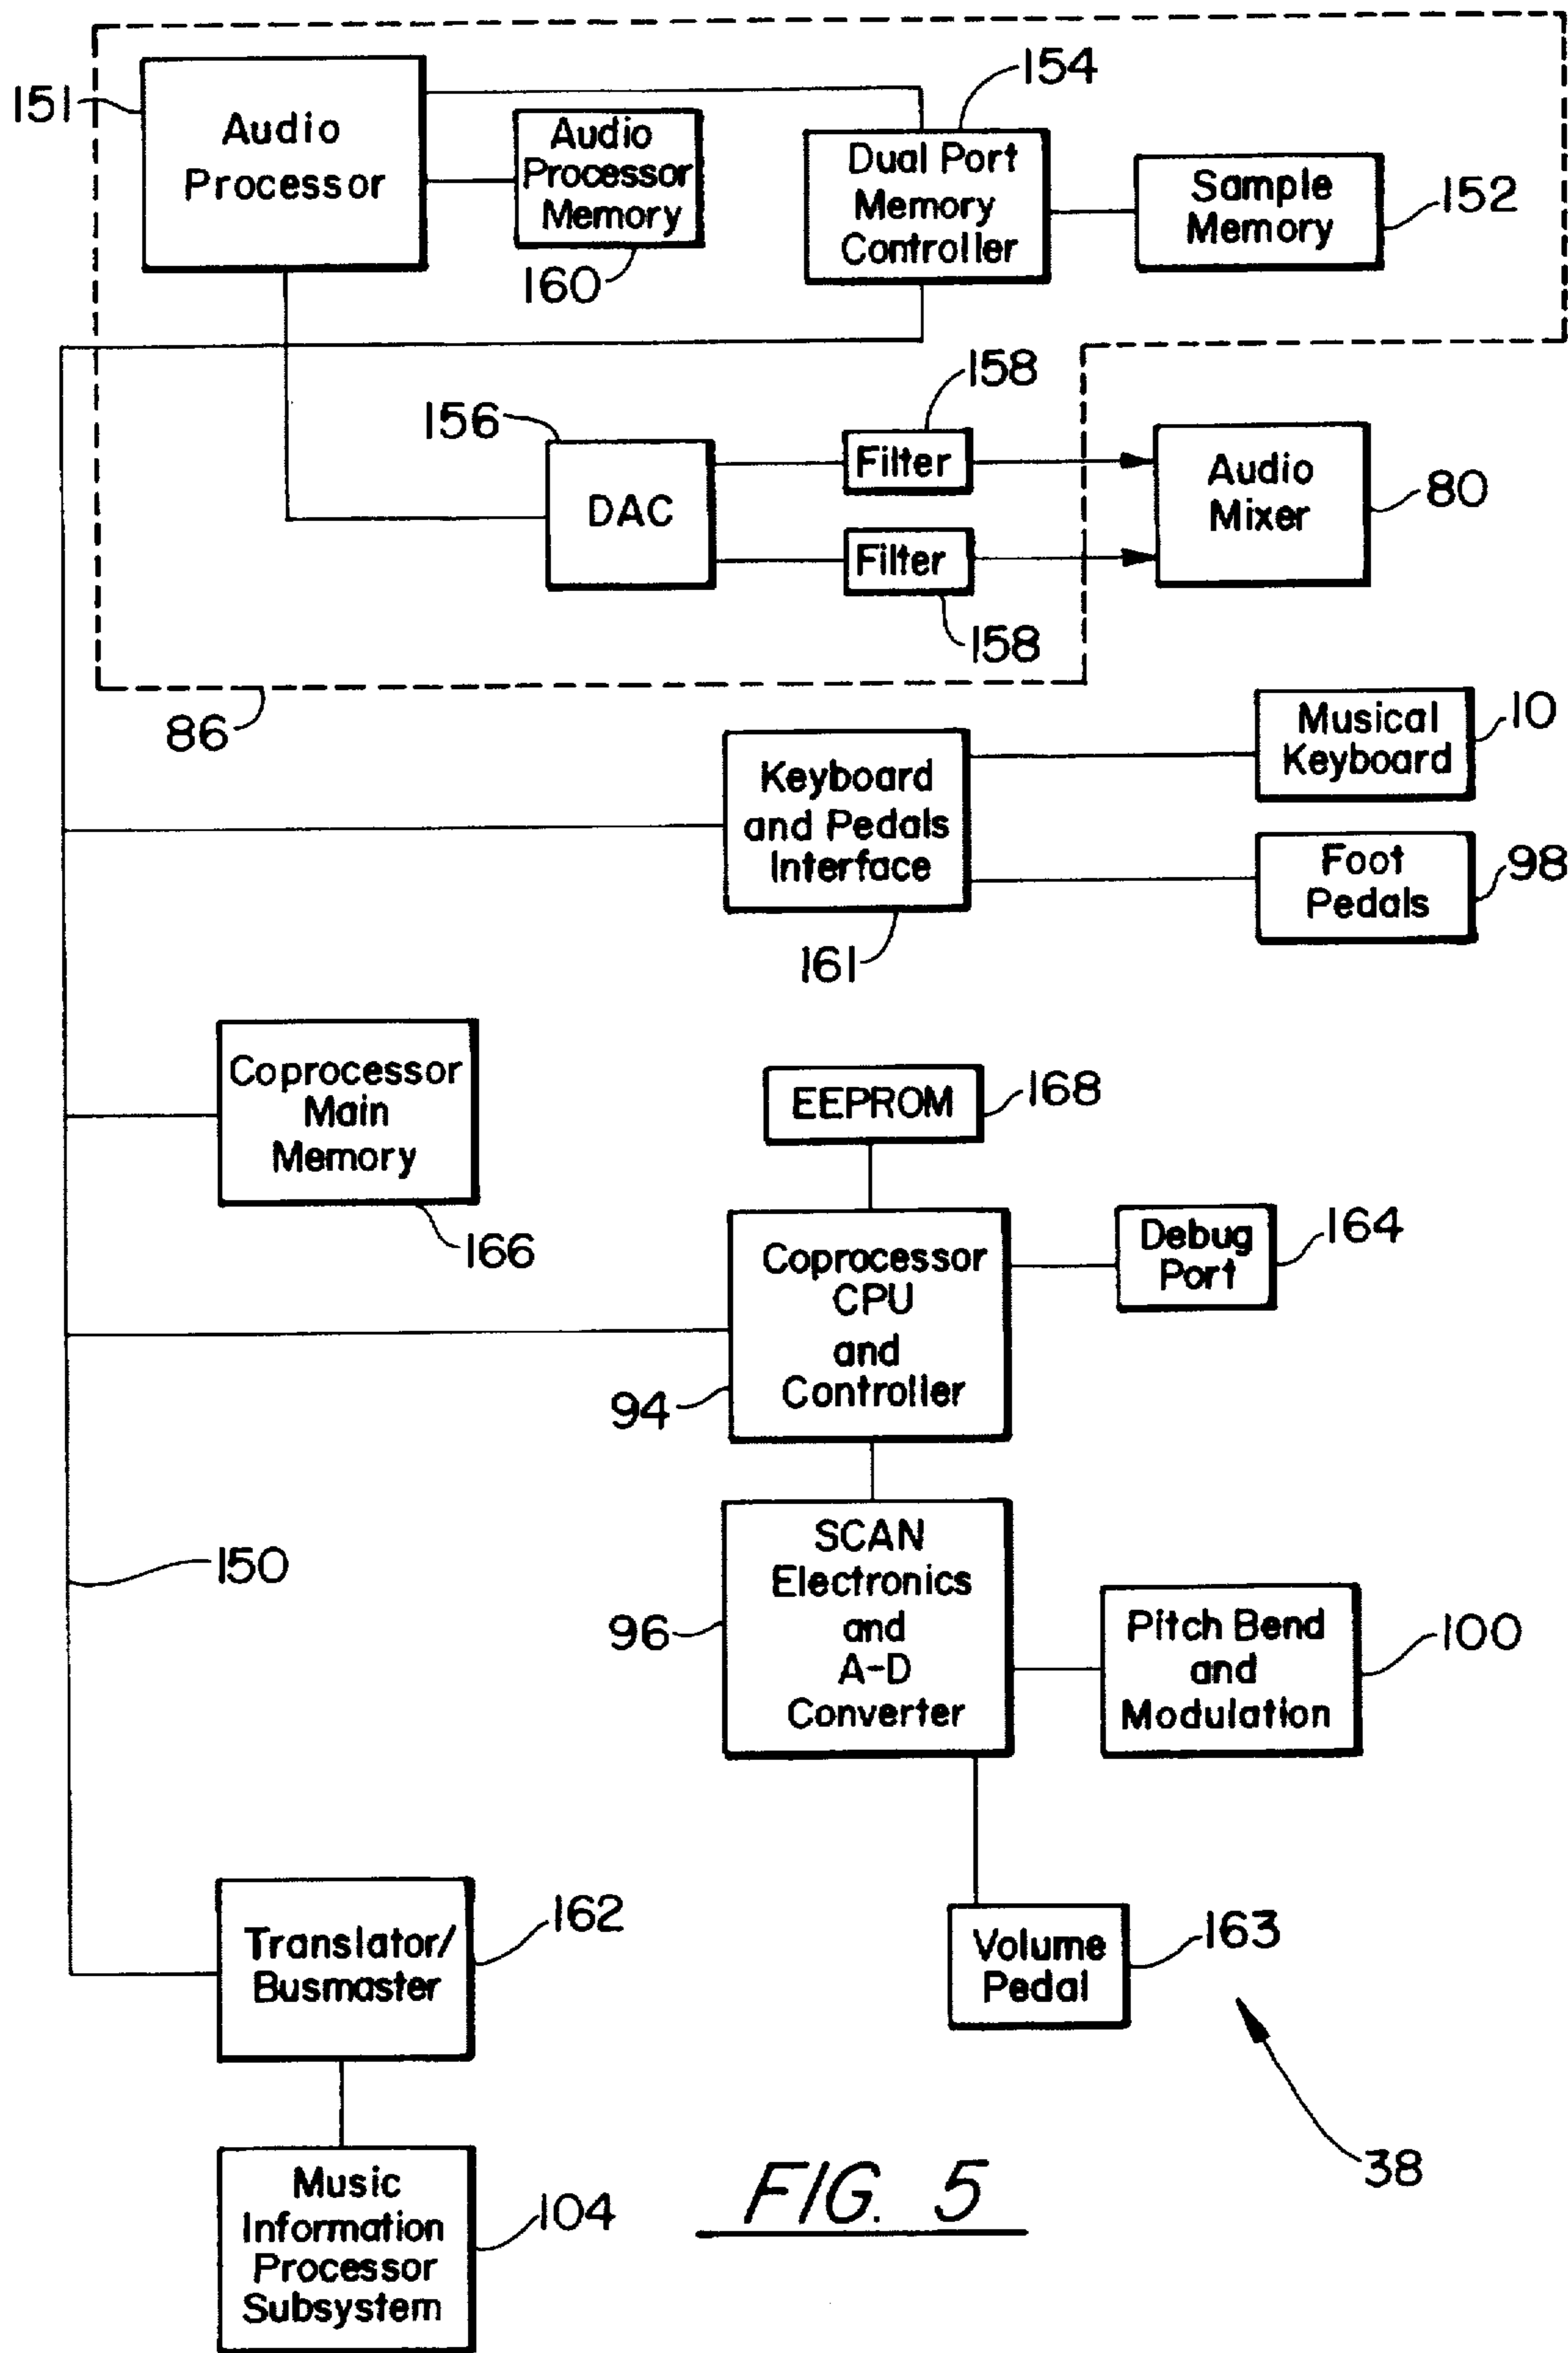 151
Audio
Processor
Audio
Processor
Memory
160
154
Dual Port
Memory
Controller
Sample
Memory
152
156
DAC
158
Filter
Filter
158
Audio
Mixer
80
86
Keyboard
and Pedals
Interface
161
Musical
Keyboard
10
Foot
Pedals
98
Coprocessor
Main
Memory
166
EEPROM
168
Coprocessor
CPU
and
Controller
94
Debug
Port
164
150
SCAN
Electronics
and
A-D
Converter
96
Pitch Bend
and
Modulation
100
Translator/
Busmaster
162
Volume
Pedal
163
38
Music
Information
Processor
Subsystem
104
FIG. 5